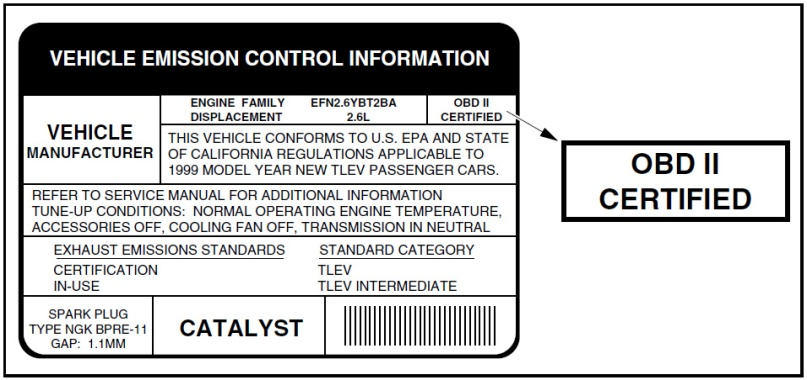 VEHICLE EMISSION CONTROL INFORMATION
VEHICLE
MANUFACTURER
ENGINE FAMILY EFN2.6YBT2BA
DISPLACEMENT 2.6L
OBD II
CERTIFIED
THIS VEHICLE CONFORMS TO U.S. EPA AND STATE
OF CALIFORNIA REGULATIONS APPLICABLE TO
1999 MODEL YEAR NEW TLEV PASSENGER CARS.
REFER TO SERVICE MANUAL FOR ADDITIONAL INFORMATION
TUNE-UP CONDITIONS: NORMAL OPERATING ENGINE TEMPERATURE,
ACCESSORIES OFF, COOLING FAN OFF, TRANSMISSION IN NEUTRAL
EXHAUST EMISSIONS STANDARDS STANDARD CATEGORY
CERTIFICATION TLEV
IN-USE TLEV INTERMEDIATE
SPARK PLUG
TYPE NGK BPRE-11
GAP: 1.1MM
CATALYST
OBD II
CERTIFIED